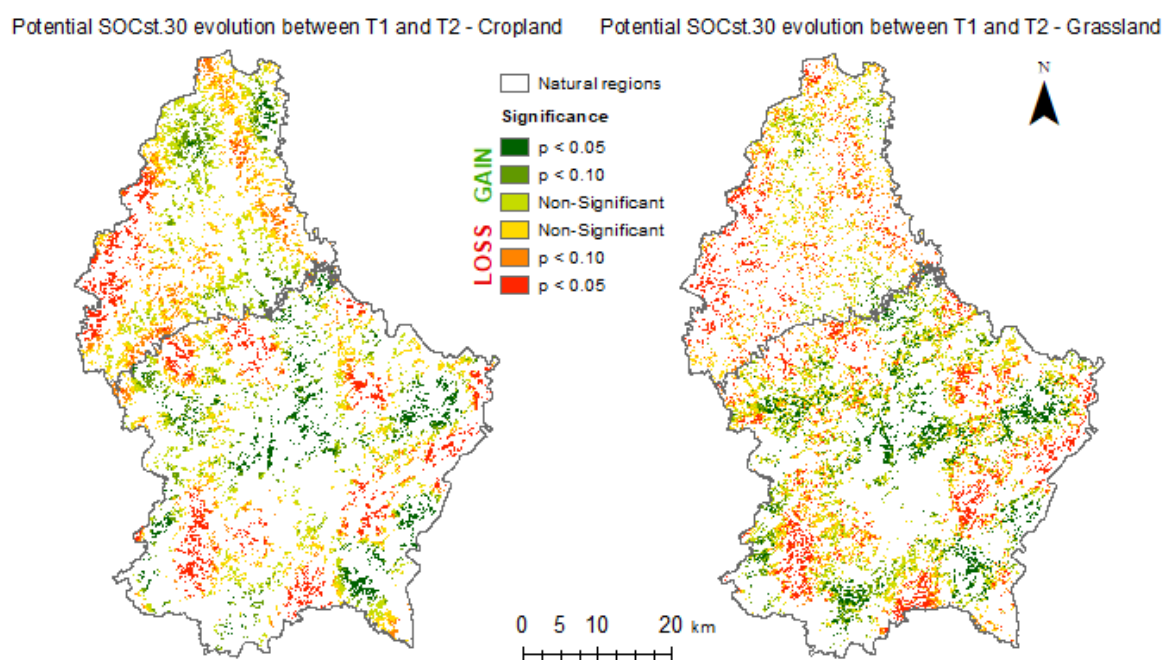 Potential SOCst.30 evolution between T1 and T2 - Cropland
Potential SOCst.30 evolution between T1 and T2 - Grassland
N
Natural regions
Significance
GAIN
p < 0.05
p < 0.10
Non-Significant
LOSS
Non-Significant
p < 0.10
p < 0.05
0 5 10 20 km